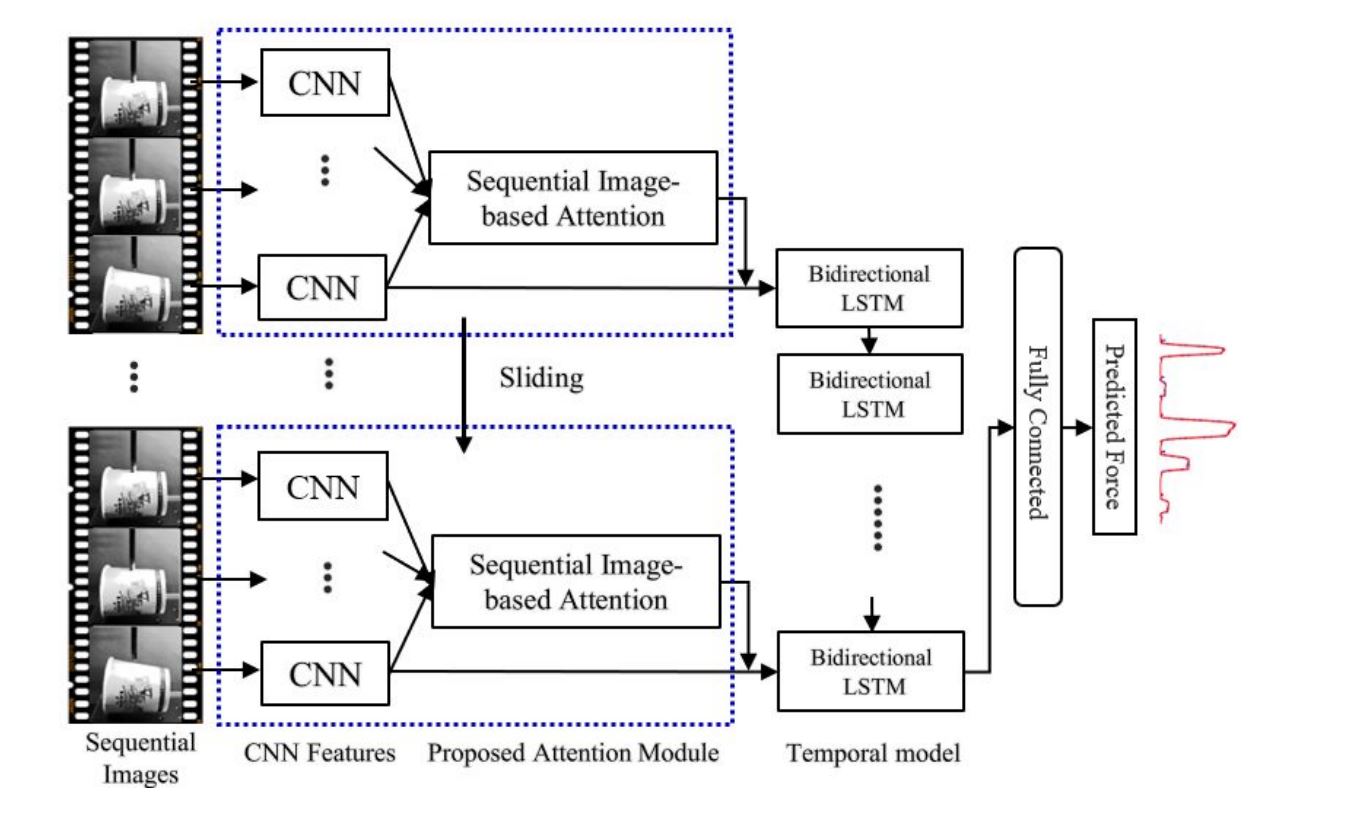 CNN
Sequential Image-
based Attention
CNN
Bidirectional
LSTM
Bidirectional
LSTM
Sliding
CNN
Sequential Image-
based Attention
CNN
Bidirectional
LSTM
Fully Connected
Predicted Force
Sequential
Images
CNN Features
Proposed Attention Module
Temporal model